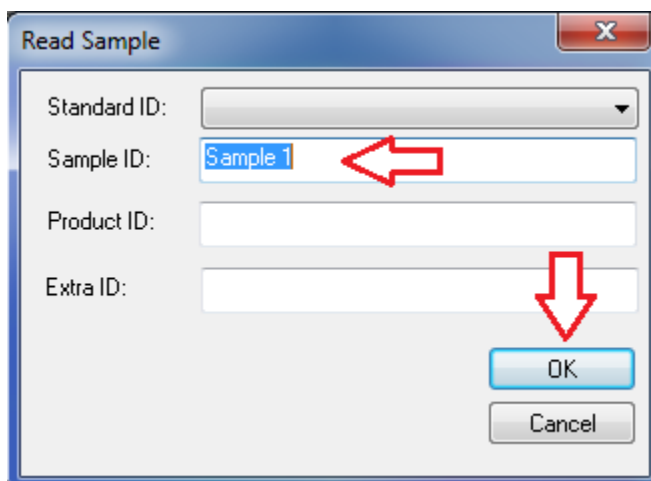 Read Sample
Standard ID:
Sample ID: Sample 1
Product ID:
Extra ID:
OK
Cancel